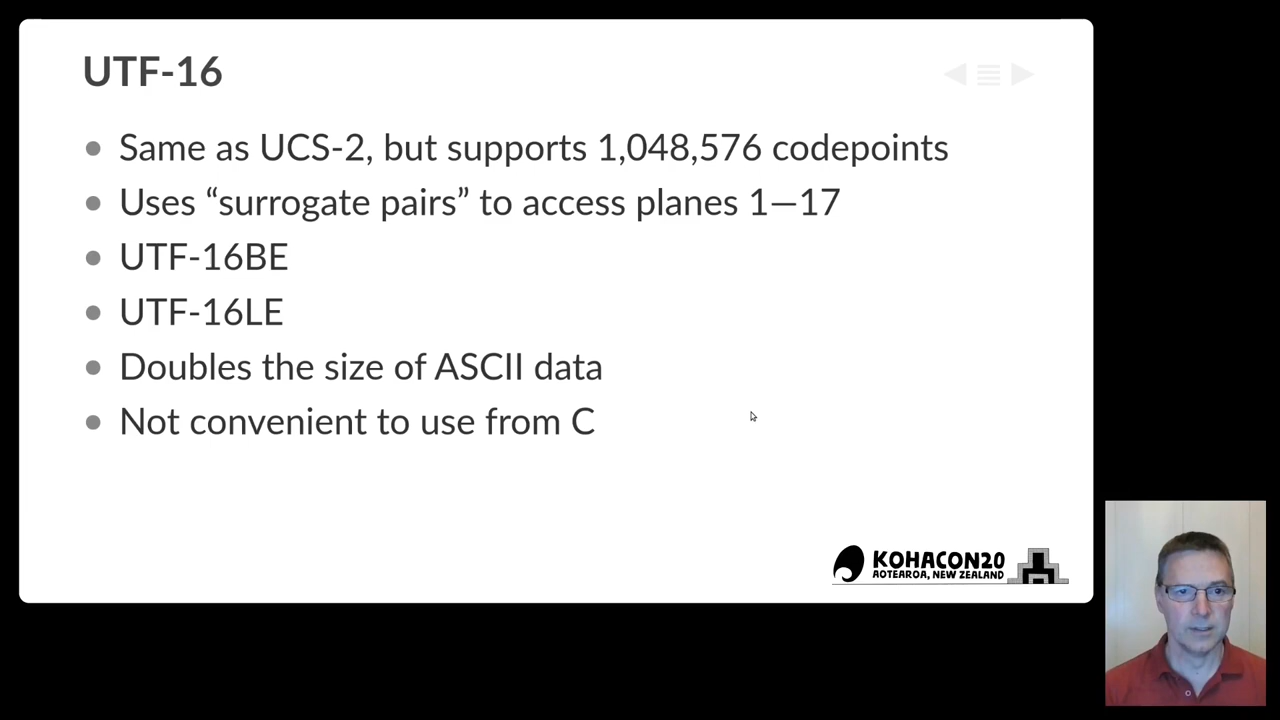 UTF-16
Same as UCS-2, but supports 1,048,576 codepoints
Uses “surrogate pairs” to access planes 1—17
UTF-16BE
UTF-16LE
Doubles the size of ASCII data
Not convenient to use from C
KOHACON20
AOTEAROA, NEW ZEALAND